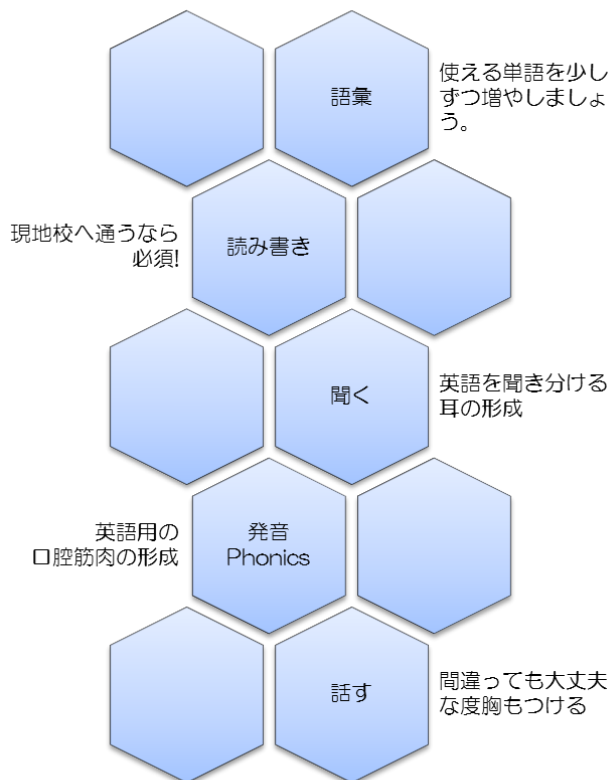 語彙
使える単語を少し
ずつ増やしましょ
う。
現地校へ通うなら
必須!
読み書き
聞く
英語を聞き分ける
耳の形成
英語用の
口腔筋肉の形成
発音
Phonics
話す
間違っても大丈夫
な度胸もつける